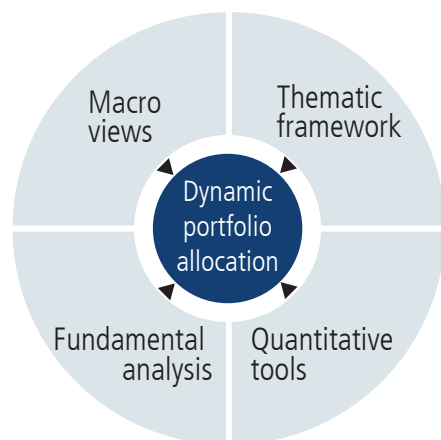 Macro
views
Thematic
framework
Dynamic
portfolio
allocation
Fundamental
analysis
Quantitative
tools